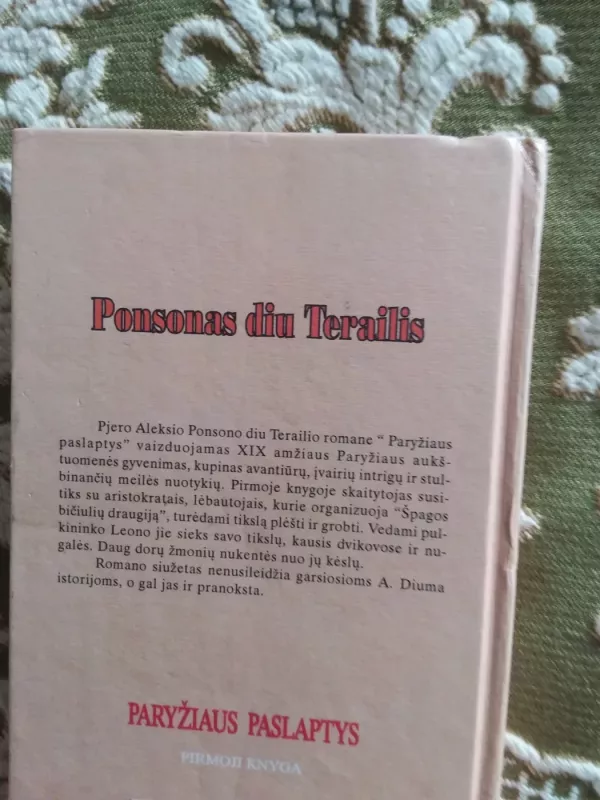 Ponsonas diu Terailis
Pjero Aleksio Ponsono diu Terailio romane “ Paryžiaus
paslaptys” vaizduojamas XIX amžiaus Paryžiaus aukš-
tuomenės gyvenimas, kupinas avantiūrų, įvairių intrigų ir stul-
binančių meilės nuotykių. Pirmoje knygoje skaitytojas susi-
tiks su aristokratais, lėbautojais, kurie organizuoja “Špagos
bičiulių draugiją”, turėdami tikslą plėšti ir grobti. Vedami pul-
kininko Leono jie sieks savo tikslų, kausis dvikovose ir nu-
galės. Daug dorų žmonių nukentės nuo jų kėslų.
Romano siužetas nenusileidžia garsiosioms A. Diuma
istorijoms, o gal jas ir pranoksta.
PARYŽIAUS PASLAPTYS
PIRMOJI KNYGA